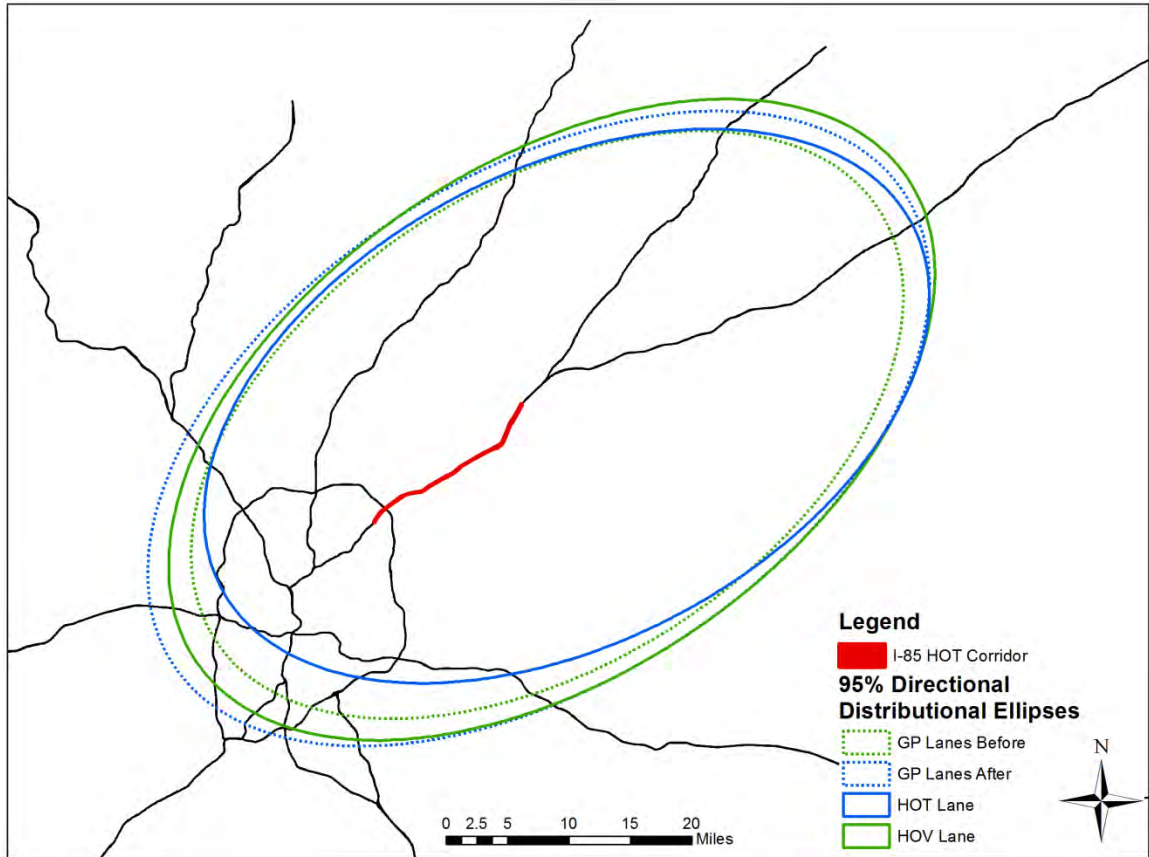 Legend
I-85 HOT Corridor
95% Directional
Distributional Ellipses
GP Lanes Before
GP Lanes After
HOT Lane
HOV Lane
N
0 2.5 5 10 15 20
Miles